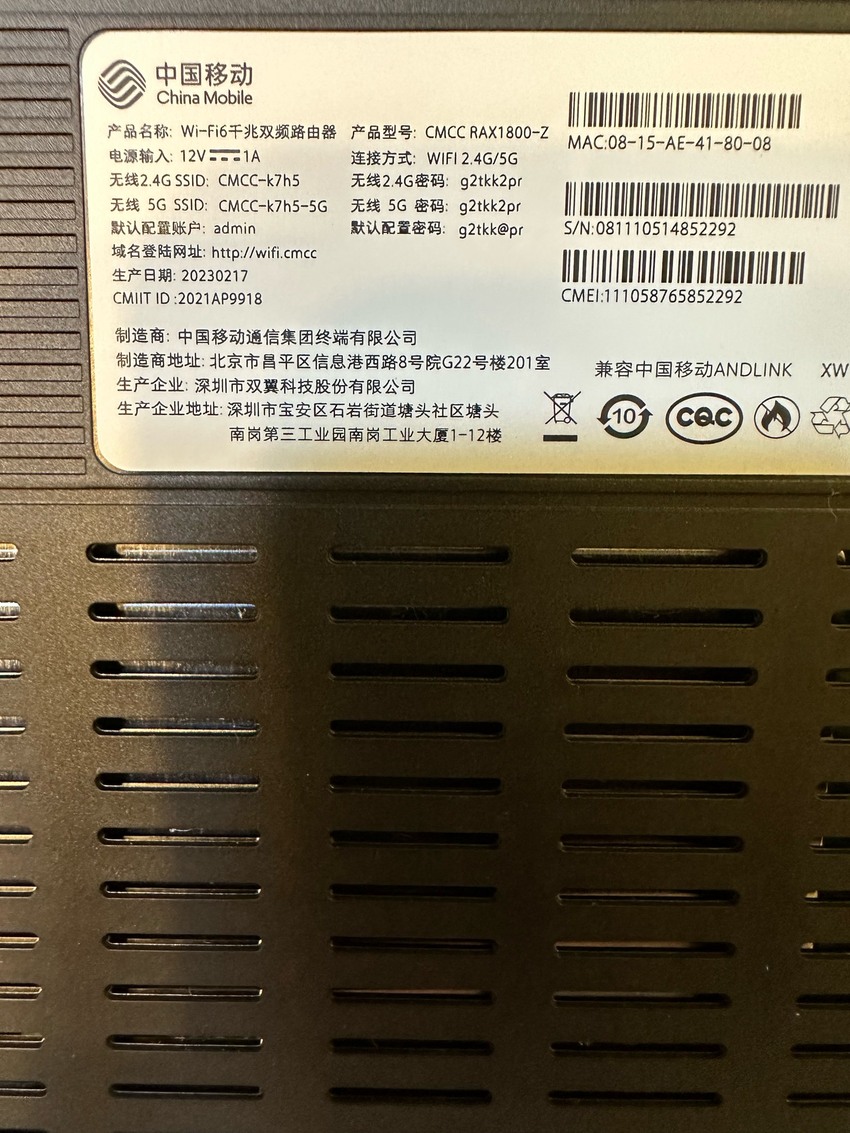 中国移动
China Mobile
产品名称: Wi-Fi6千兆双频路由器 产品型号: CMCC RAX1800-Z
电源输入: 12V⎓1A 连接方式: WIFI 2.4G/5G
无线2.4G SSID: CMCC-k7h5 无线2.4G密码: g2tkk2pr
无线 5G SSID: CMCC-k7h5-5G 无线 5G 密码: g2tkk2pr
默认配置账户: admin 默认配置密码: g2tkk@pr
域名登陆网址: http://wifi.cmcc
生产日期: 20230217
CMIIT ID :2021AP9918
MAC:08-15-AE-41-80-08
S/N:081110514852292
CMEI:111058765852292
制造商: 中国移动通信集团终端有限公司
制造商地址: 北京市昌平区信息港西路8号院G22号楼201室
生产企业: 深圳市双翼科技股份有限公司
生产企业地址: 深圳市宝安区石岩街道塘头社区塘头
南岗第三工业园南岗工业大厦1-12楼
兼容中国移动ANDLINK XW
10
CQC